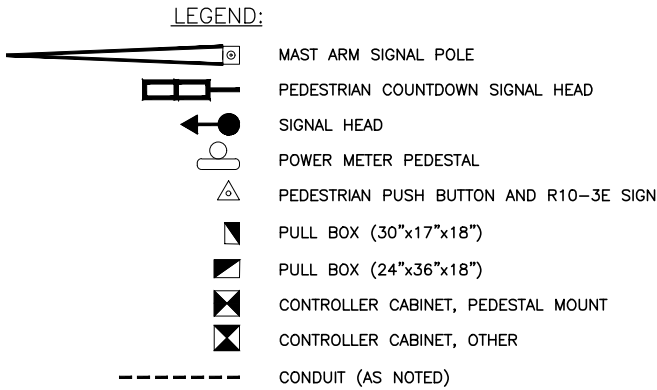 LEGEND:
MAST ARM SIGNAL POLE
PEDESTRIAN COUNTDOWN SIGNAL HEAD
SIGNAL HEAD
POWER METER PEDESTAL
PEDESTRIAN PUSH BUTTON AND R10-3E SIGN
PULL BOX (30"x17"x18")
PULL BOX (24"x36"x18")
CONTROLLER CABINET, PEDESTAL MOUNT
CONTROLLER CABINET, OTHER
CONDUIT (AS NOTED)